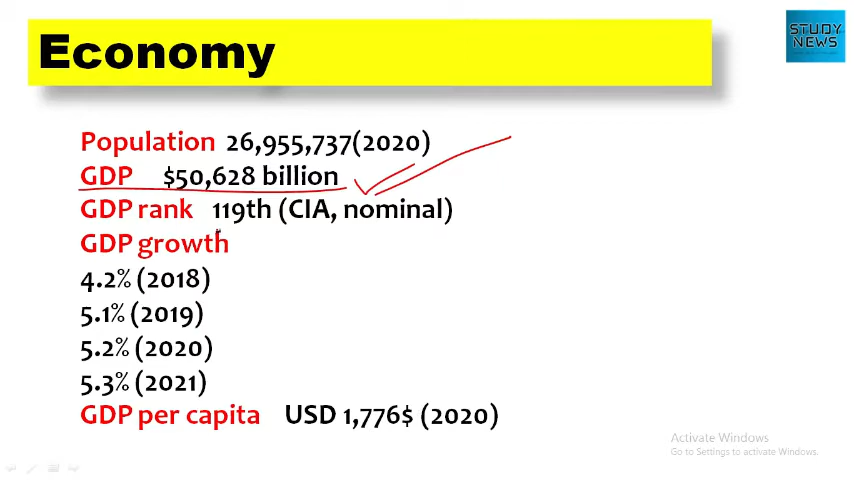 Economy
STUDY
NEWS
Population 26,955,737(2020)
GDP $50,628 billion
GDP rank 119th (CIA, nominal)
GDP growth
4.2% (2018)
5.1% (2019)
5.2% (2020)
5.3% (2021)
GDP per capita USD 1,776$ (2020)
Activate Windows
Go to Settings to activate Windows.